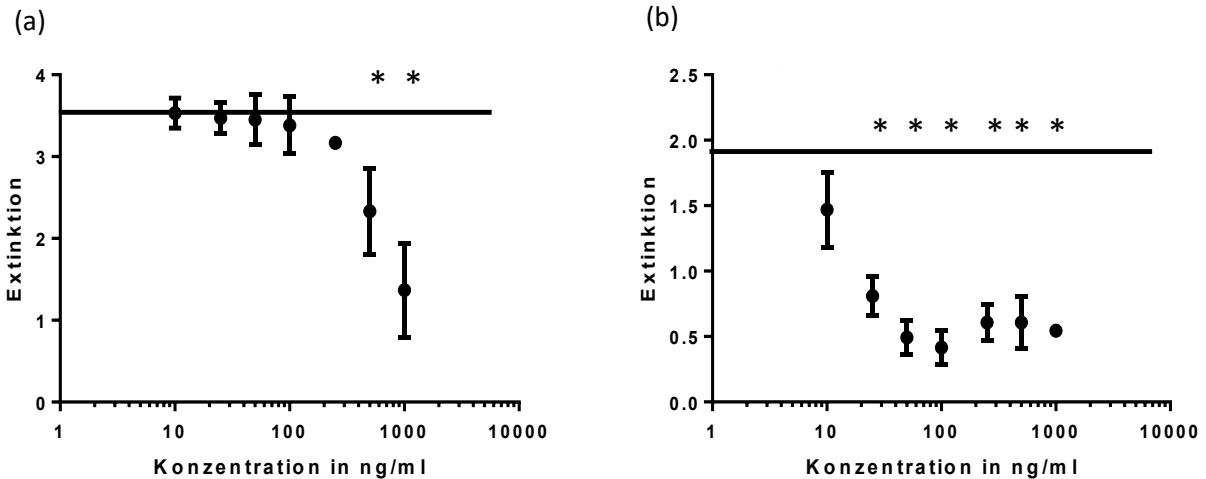 (a)
(b)
* *
4
3
2
1
0
Extinktion
1 10 100 1000 10000
Konzentration in ng/ml
* * * * * *
2.5
2.0
1.5
1.0
0.5
0.0
Extinktion
1 10 100 1000 10000
Konzentration in ng/ml